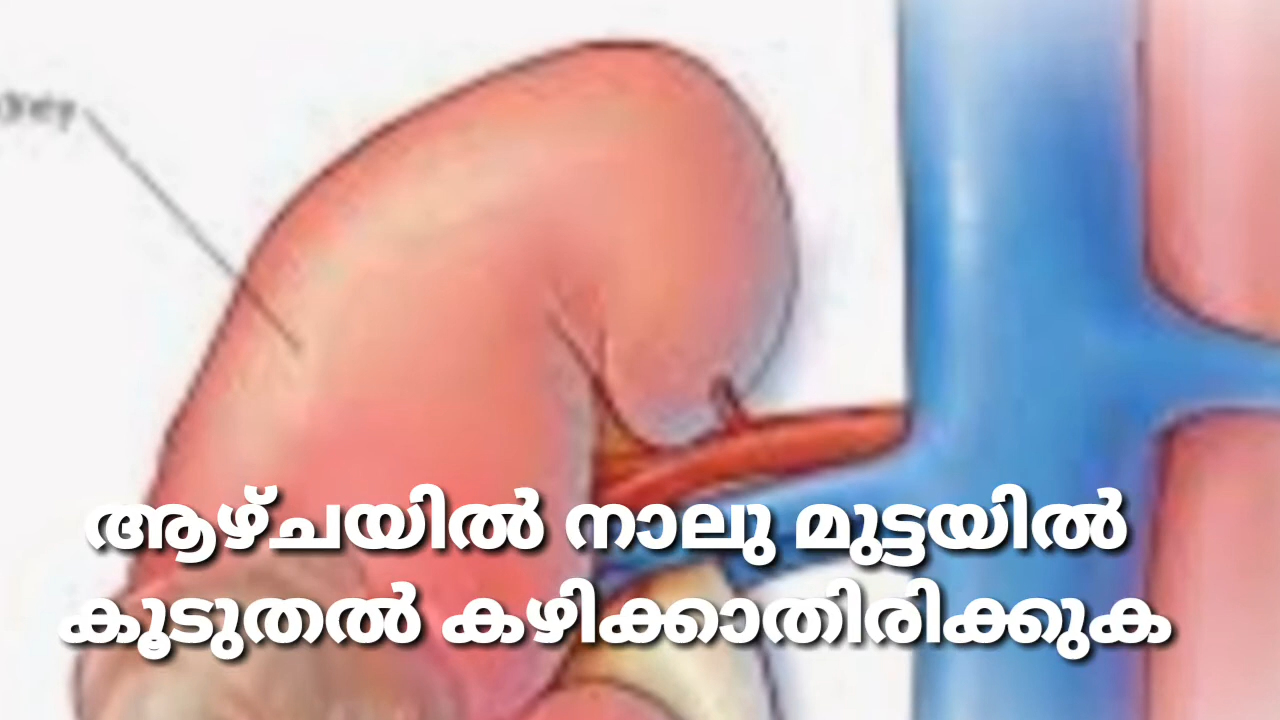 ആഴ്ചയിൽ നാലു മുട്ടയിൽ
കൂടുതൽ കഴിക്കാതിരിക്കുക